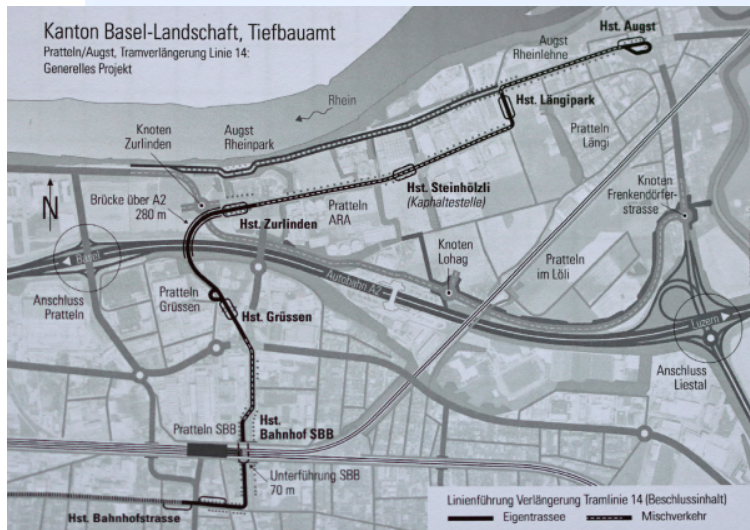 Kanton Basel-Landschaft, Tiefbauamt
Pratteln/Augst, Tramverlängerung Linie 14:
Generelles Projekt
Hst. Augst
Augst
Rheinlehne
Rhein
Hst. Längipark
Knoten
Zurlinden
Augst
Rheinpark
Pratteln
Längi
N
Brücke über A2
280 m
Hst. Steinhölzli
(Kaphaltestelle)
Knoten
Frenkendörfer-
strasse
Pratteln
ARA
Hst. Zurlinden
Basel
Knoten
Lohag
Pratteln
im Löli
Autobahn A2
Anschluss
Pratteln
Pratteln
Grüssen
Hst. Grüssen
Luzern
Anschluss
Liestal
Hst.
Bahnhof SBB
Pratteln SBB
Unterführung SBB
70 m
Hst. Bahnhofstrasse
Linienführung Verlängerung Tramlinie 14 (Beschlussinhalt)
Eigentrassee
Mischverkehr